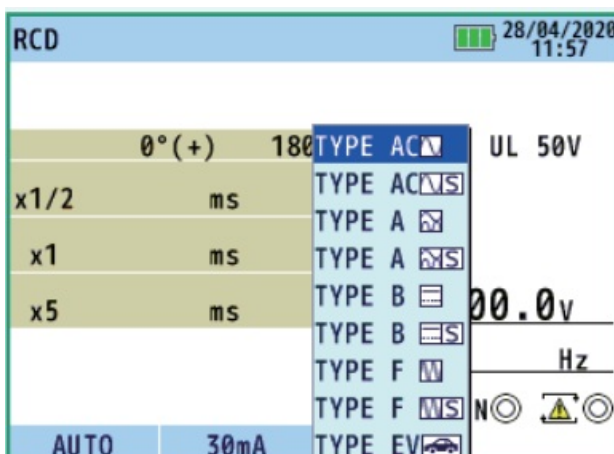 RCD
28/04/2020
11:57
0°(+) 180
UL 50V
x1/2 ms
x1 ms
x5 ms
TYPE AC
TYPE AC S
TYPE A
TYPE A S
TYPE B
TYPE B S
TYPE F
TYPE F S
TYPE EV
00.0V
Hz
N
AUTO
30mA